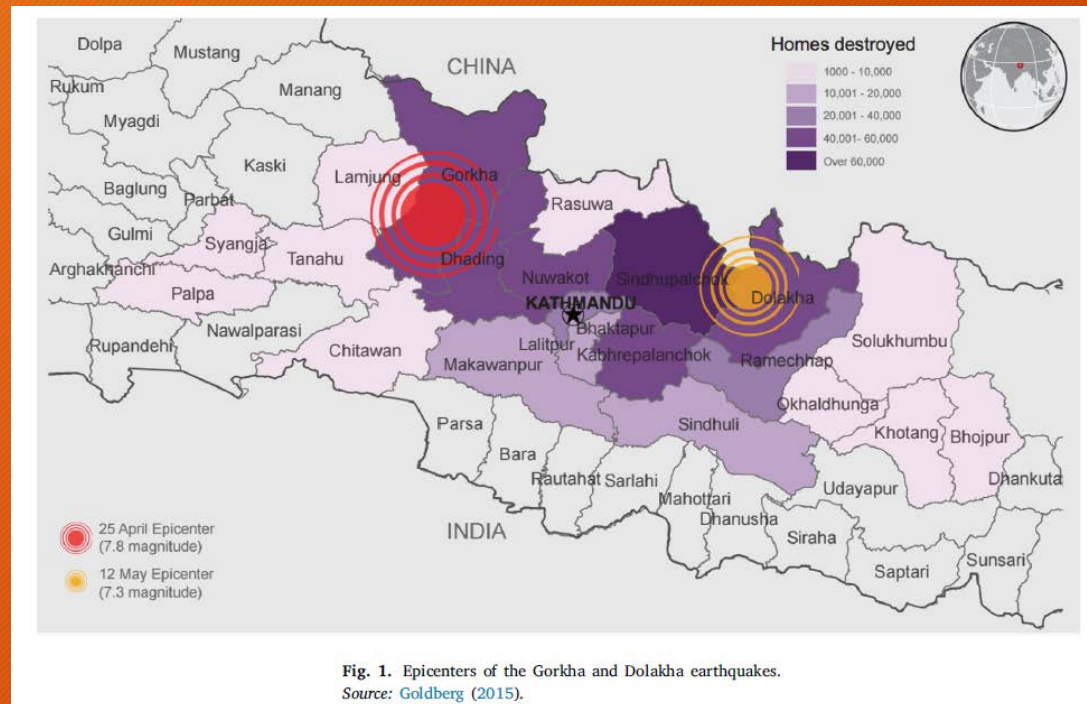 Dolpa
Mustang
CHINA
Manang
Rukum
Myagdi
Kaski
Lamjung
Gorkha
Baglung
Parbat
Rasuwa
Gulmi
Syangja
Tanahu
Dhading
Arghakhanchi
Palpa
Nuwakot
Sindhupalchok
Dolakha
KATHMANDU
Bhaktapur
Nawalparasi
Rupandehi
Chitawan
Lalitpur
Kabhrepalanchok
Makawanpur
Ramechhap
Solukhumbu
Okhaldhunga
Sindhuli
Khotang
Bhojpur
Parsa
Bara
Rautahat
Sarlahi
Mahottari
Dhanusha
Udayapur
Dhankuta
INDIA
Siraha
Saptari
Sunsari
Homes destroyed
1000 - 10,000
10,001 - 20,000
20,001 - 40,000
40,001- 60,000
Over 60,000
25 April Epicenter
(7.8 magnitude)
12 May Epicenter
(7.3 magnitude)
Fig. 1. Epicenters of the Gorkha and Dolakha earthquakes.
Source: Goldberg (2015).